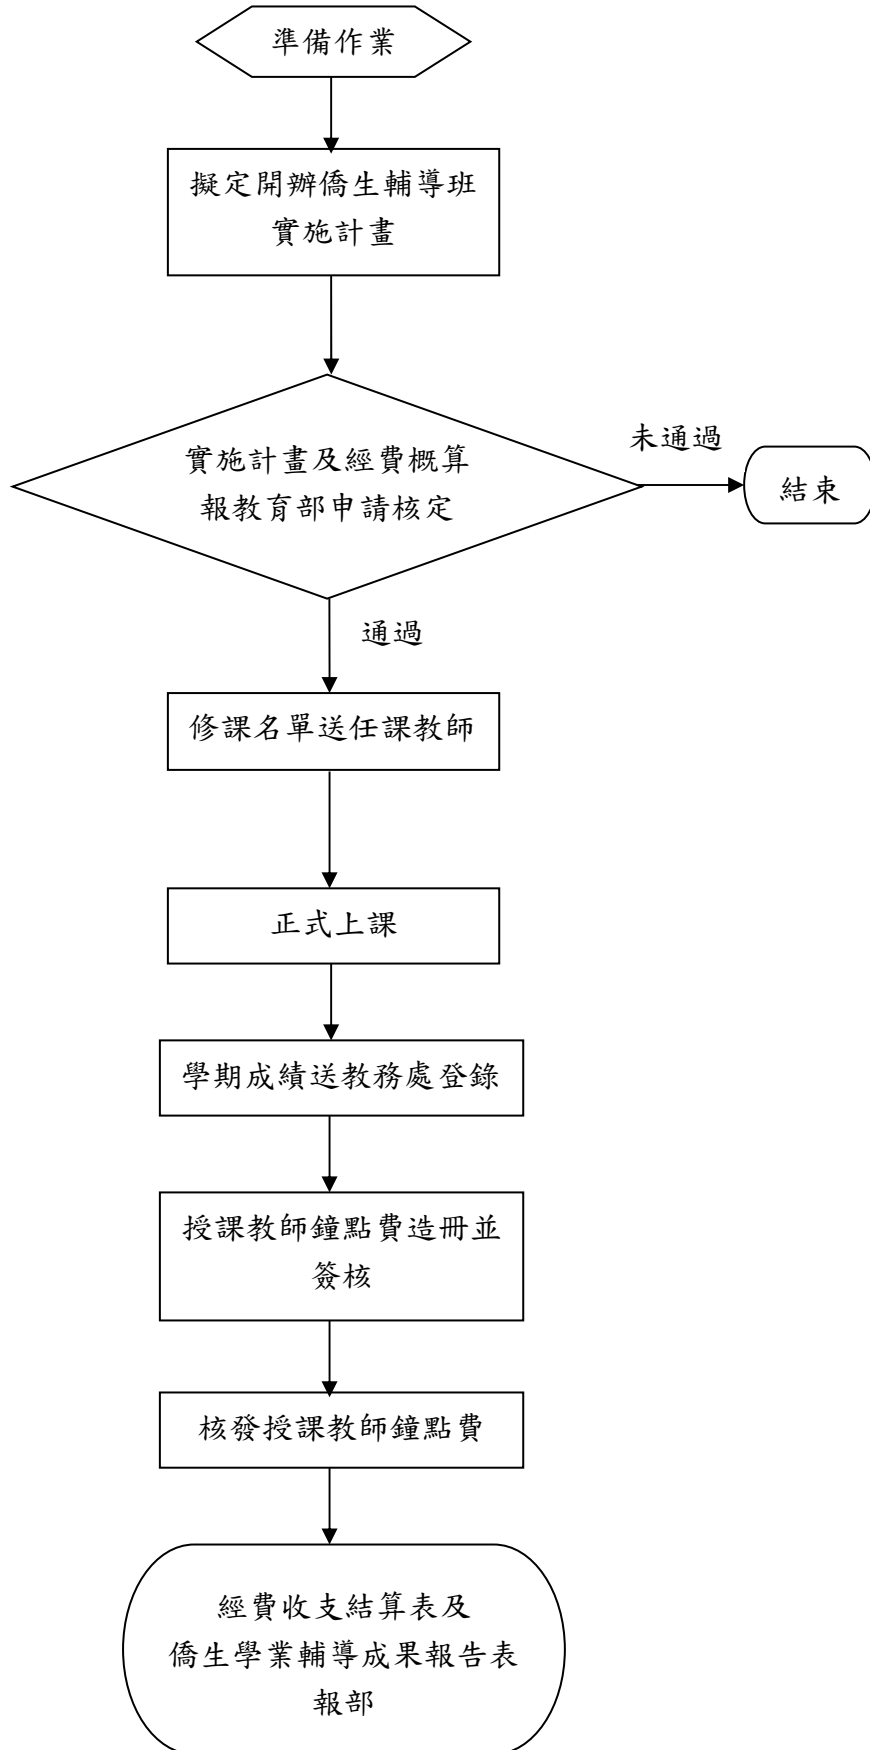 準備作業
擬定開辦僑生輔導班
實施計畫
實施計畫及經費概算
報教育部申請核定
未通過
結束
通過
修課名單送任課教師
正式上課
學期成績送教務處登錄
授課教師鐘點費造冊並
簽核
核發授課教師鐘點費
經費收支結算表及
僑生學業輔導成果報告表
報部